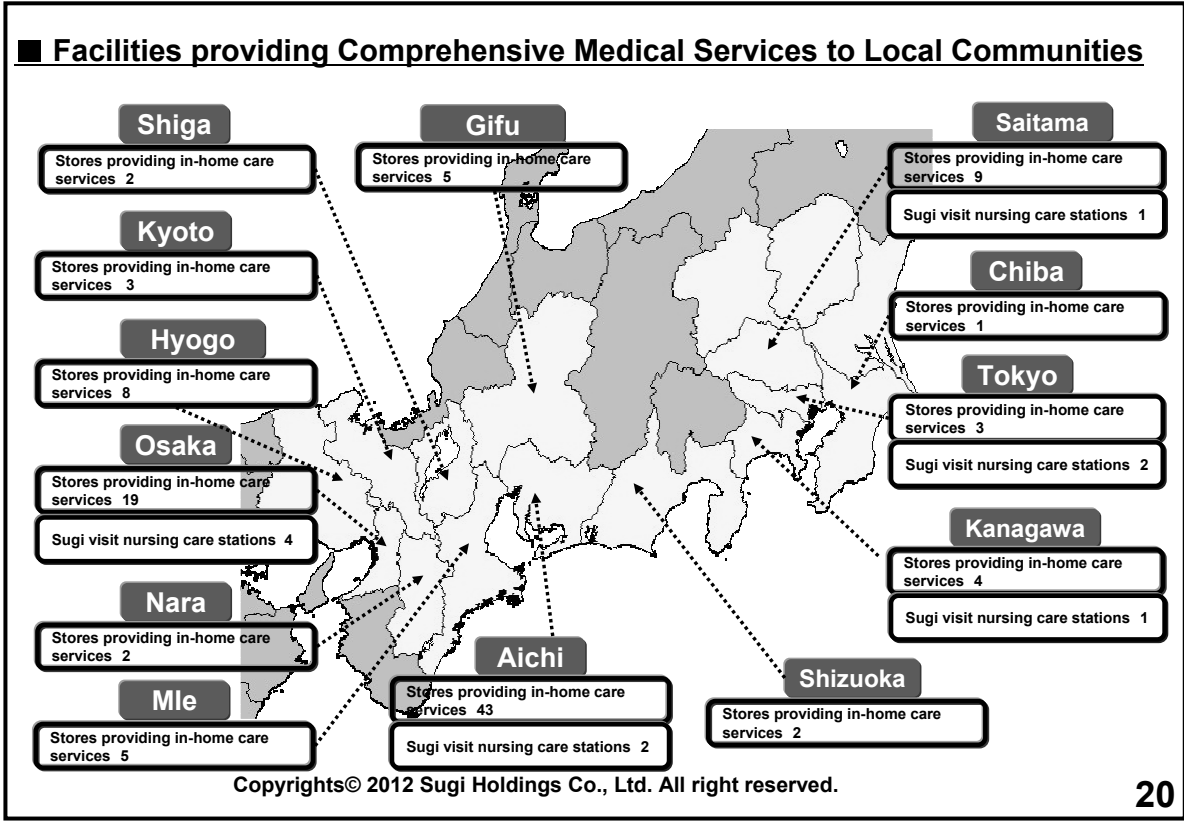 ■ Facilities providing Comprehensive Medical Services to Local Communities
Shiga
Stores providing in-home care
services 2
Kyoto
Stores providing in-home care
services 3
Hyogo
Stores providing in-home care
services 8
Osaka
Stores providing in-home care
services 19
Sugi visit nursing care stations 4
Nara
Stores providing in-home care
services 2
Mle
Stores providing in-home care
services 5
Gifu
Stores providing in-home care
services 5
Aichi
Stores providing in-home care
services 43
Sugi visit nursing care stations 2
Shizuoka
Stores providing in-home care
services 2
Saitama
Stores providing in-home care
services 9
Sugi visit nursing care stations 1
Chiba
Stores providing in-home care
services 1
Tokyo
Stores providing in-home care
services 3
Sugi visit nursing care stations 2
Kanagawa
Stores providing in-home care
services 4
Sugi visit nursing care stations 1
Copyrights© 2012 Sugi Holdings Co., Ltd. All right reserved.
20